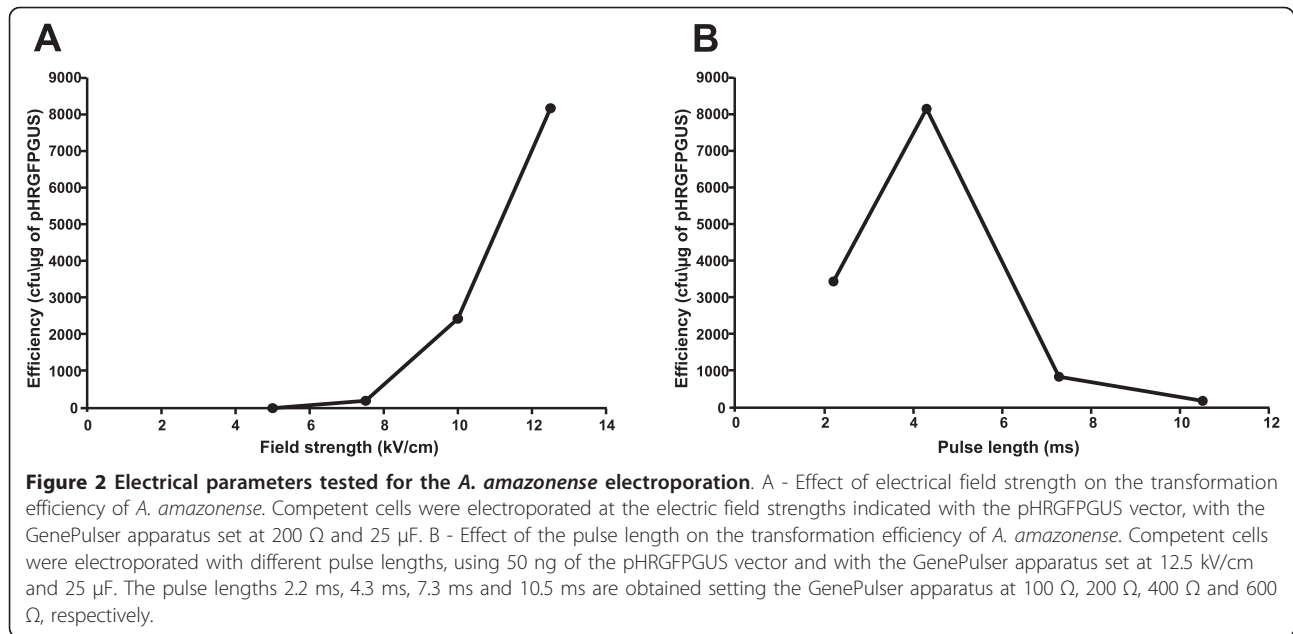 A
B
9000
8000
7000
6000
5000
4000
3000
2000
1000
0
Efficiency (cfu\µg of pHRGFPGUS)
0 2 4 6 8 10 12 14
Field strength (kV/cm)
9000
8000
7000
6000
5000
4000
3000
2000
1000
0
Efficiency (cfu\µg of pHRGFPGUS)
0 2 4 6 8 10 12
Pulse length (ms)
Figure 2 Electrical parameters tested for the A. amazonense electroporation. A - Effect of electrical field strength on the transformation
efficiency of A. amazonense. Competent cells were electroporated at the electric field strengths indicated with the pHRGFPGUS vector, with the
GenePulser apparatus set at 200 Ω and 25 µF. B - Effect of the pulse length on the transformation efficiency of A. amazonense. Competent cells
were electroporated with different pulse lengths, using 50 ng of the pHRGFPGUS vector and with the GenePulser apparatus set at 12.5 kV/cm
and 25 µF. The pulse lengths 2.2 ms, 4.3 ms, 7.3 ms and 10.5 ms are obtained setting the GenePulser apparatus at 100 Ω, 200 Ω, 400 Ω and 600
Ω, respectively.